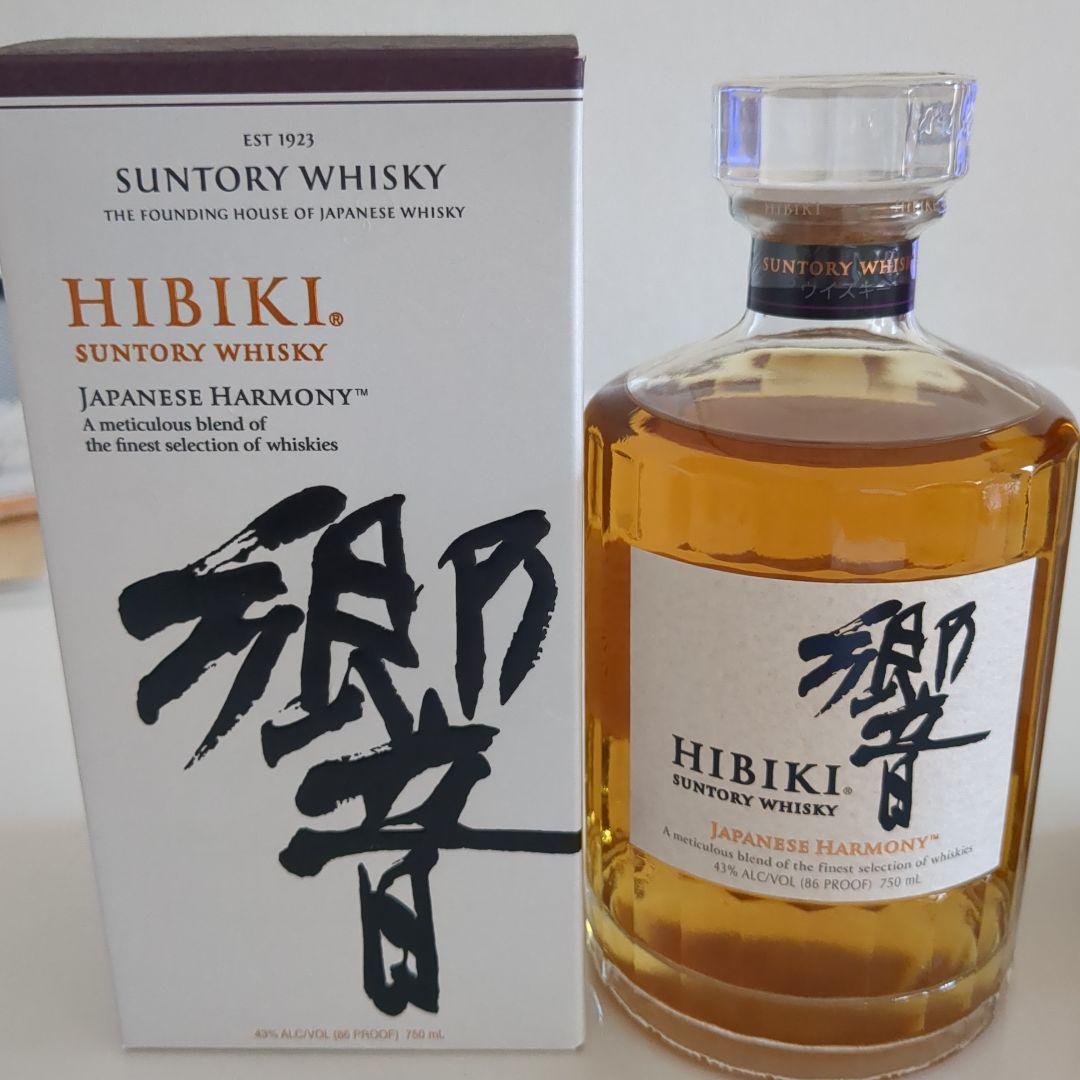 EST 1923
SUNTORY WHISKY
THE FOUNDING HOUSE OF JAPANESE WHISKY
HIBIKI®
SUNTORY WHISKY
JAPANESE HARMONY™
A meticulous blend of
the finest selection of whiskies
響
43% ALC/VOL (86 PROOF) 750 mL
HIBIKI
HIBIKI
SUNTORY WHIS
ウイスキー
響
HIBIKI®
SUNTORY WHISKY
JAPANESE HARMONY™
A meticulous blend of the finest selection of whiskies
43% ALC/VOL (86 PROOF) 750 mL